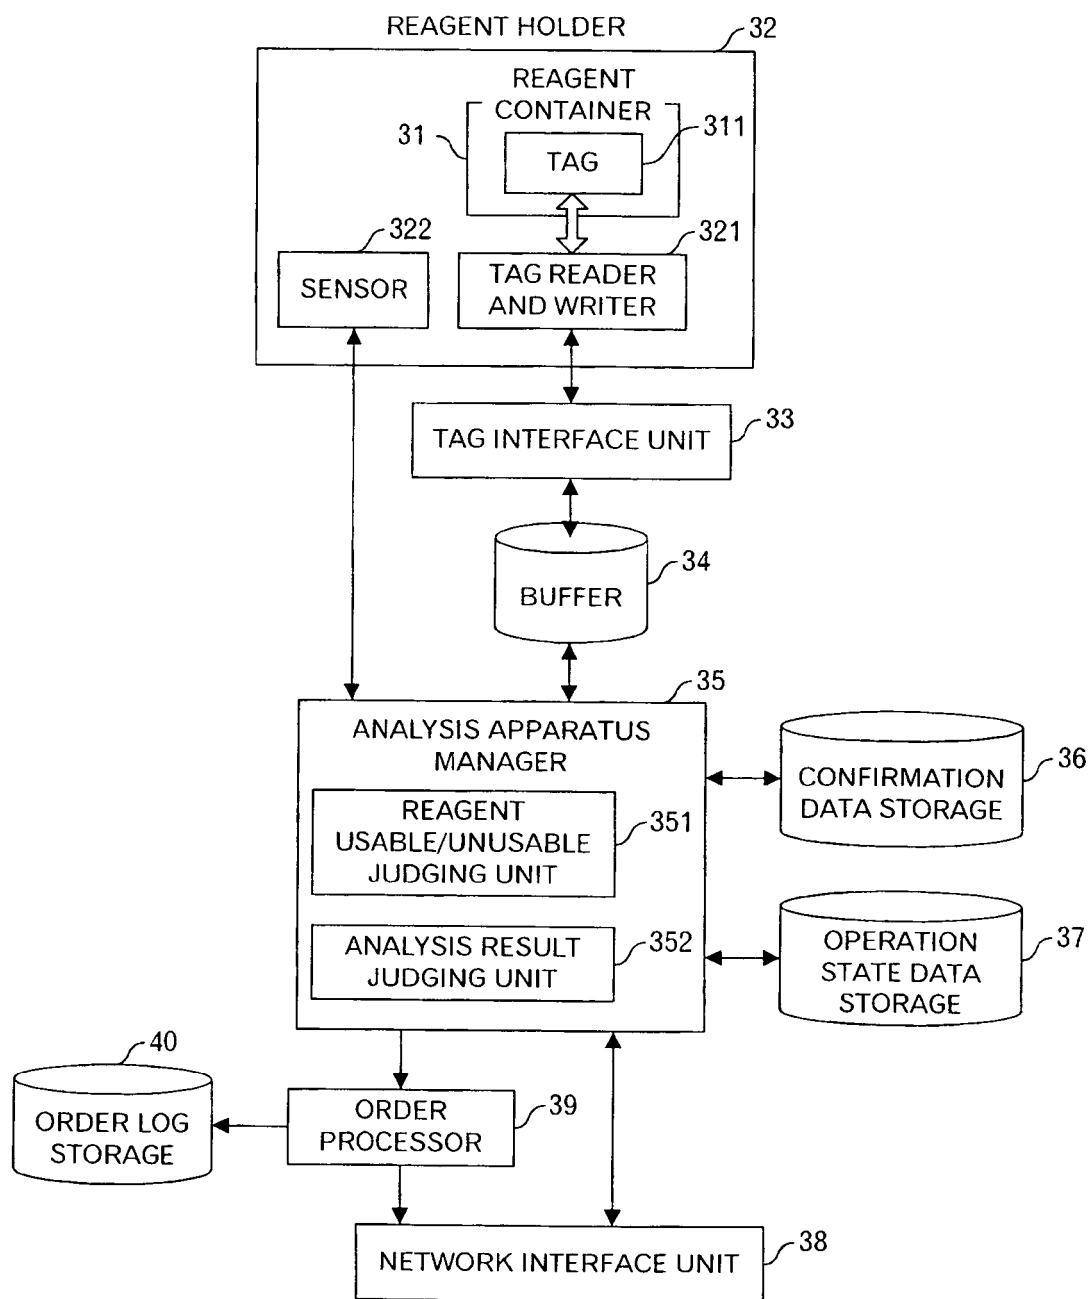 REAGENT HOLDER
32
REAGENT
CONTAINER
31
311
TAG
322
321
SENSOR
TAG READER
AND WRITER
33
TAG INTERFACE UNIT
34
BUFFER
35
ANALYSIS APPARATUS
MANAGER
36
CONFIRMATION
DATA STORAGE
REAGENT
USABLE/UNUSABLE
JUDGING UNIT
351
ANALYSIS RESULT
JUDGING UNIT
352
OPERATION
STATE DATA
STORAGE
37
40
ORDER LOG
STORAGE
ORDER
PROCESSOR
39
NETWORK INTERFACE UNIT
38